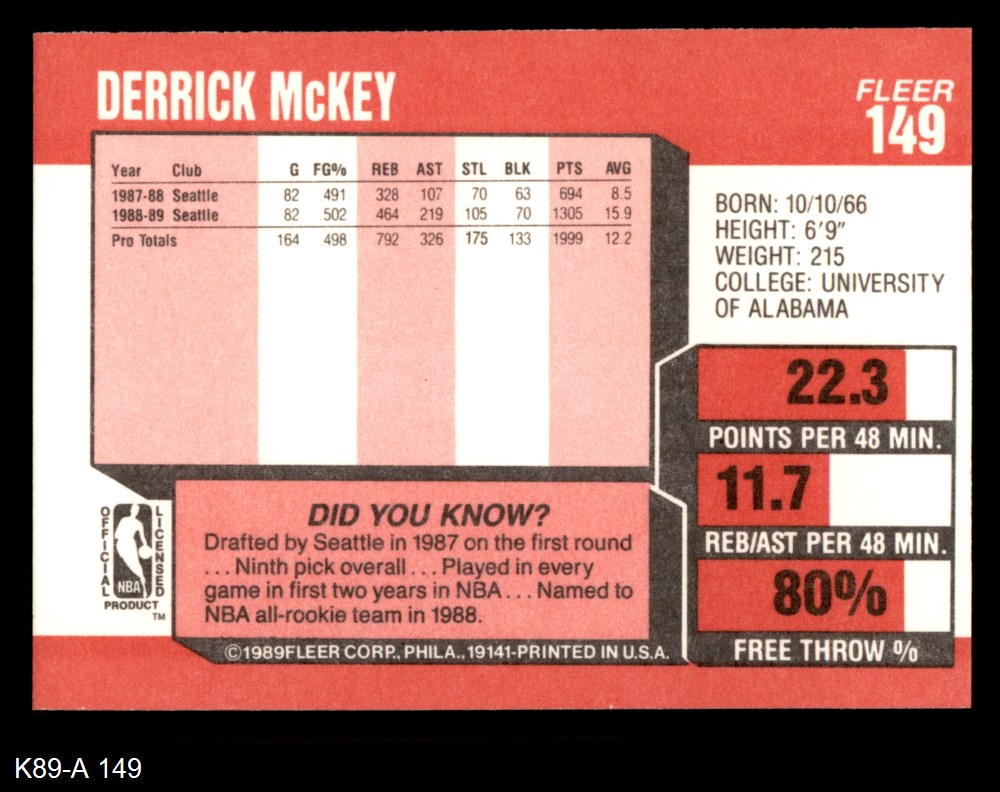 DERRICK McKEY
FLEER
149
Year Club G FG% REB AST STL BLK PTS AVG
1987-88 Seattle 82 491 328 107 70 63 694 8.5
1988-89 Seattle 82 502 464 219 105 70 1305 15.9
Pro Totals 164 498 792 326 175 133 1999 12.2
BORN: 10/10/66
HEIGHT: 6'9"
WEIGHT: 215
COLLEGE: UNIVERSITY
OF ALABAMA
22.3
POINTS PER 48 MIN.
11.7
REB/AST PER 48 MIN.
80%
FREE THROW %
OFFICIAL
LICENSED
NBA
PRODUCT
TM
DID YOU KNOW?
Drafted by Seattle in 1987 on the first round
... Ninth pick overall ... Played in every
game in first two years in NBA ... Named to
NBA all-rookie team in 1988.
©1989FLEER CORP., PHILA., 19141-PRINTED IN U.S.A.
K89-A 149